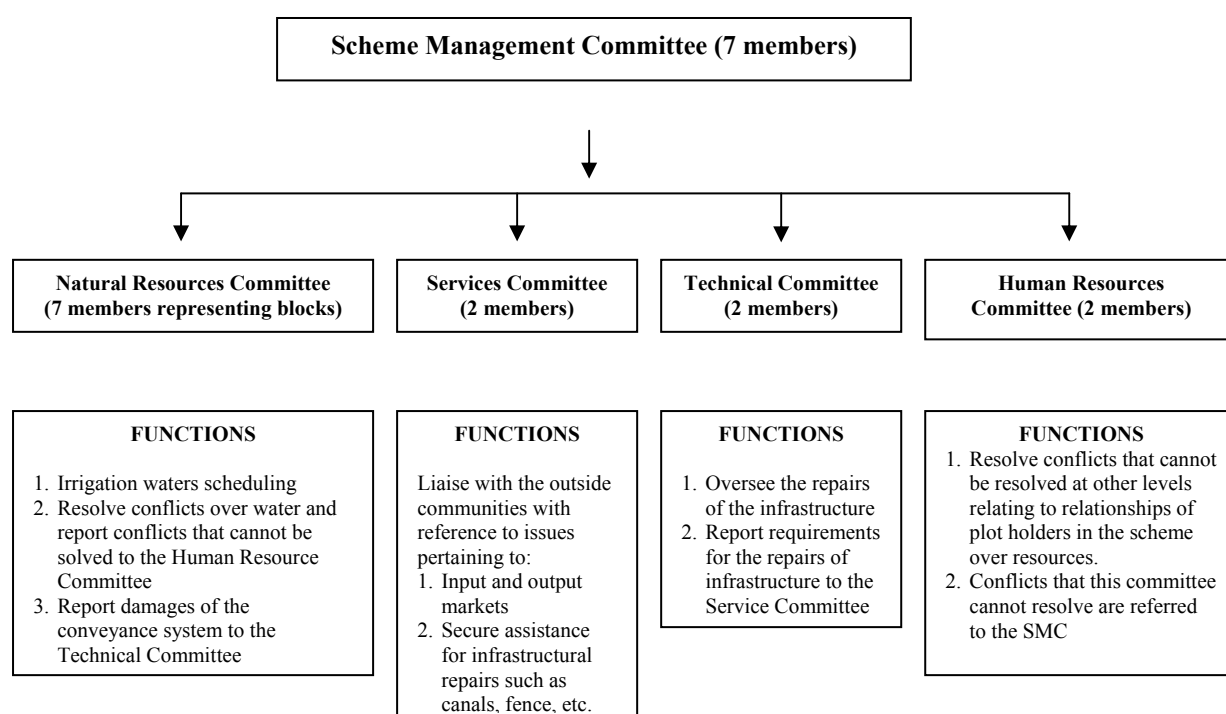 Scheme Management Committee (7 members)
Natural Resources Committee
(7 members representing blocks)
Services Committee
(2 members)
Technical Committee
(2 members)
Human Resources
Committee (2 members)
FUNCTIONS
1. Irrigation waters scheduling
2. Resolve conflicts over water and
report conflicts that cannot be
solved to the Human Resource
Committee
3. Report damages of the
conveyance system to the
Technical Committee
FUNCTIONS
Liaise with the outside
communities with
reference to issues
pertaining to:
1. Input and output
markets
2. Secure assistance
for infrastructural
repairs such as
canals, fence, etc.
FUNCTIONS
1. Oversee the repairs
of the infrastructure
2. Report requirements
for the repairs of
infrastructure to the
Service Committee
FUNCTIONS
1. Resolve conflicts that cannot
be resolved at other levels
relating to relationships of
plot holders in the scheme
over resources.
2. Conflicts that this committee
cannot resolve are referred
to the SMC